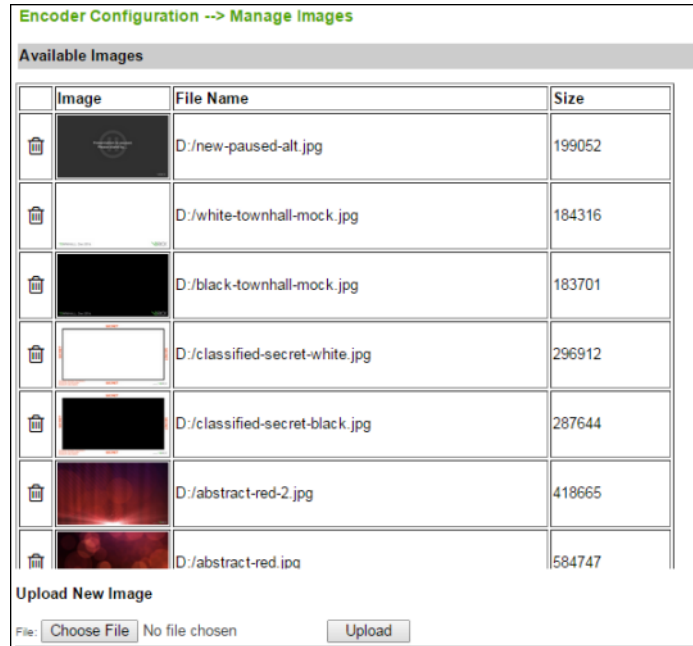 Encoder Configuration --> Manage Images
Available Images
Image File Name Size
D:/new-paused-alt.jpg 199052
D:/white-townhall-mock.jpg 184316
D:/black-townhall-mock.jpg 183701
D:/classified-secret-white.jpg 296912
D:/classified-secret-black.jpg 287644
D:/abstract-red-2.jpg 418665
D:/abstract-red.jpg 584747
Upload New Image
File: Choose File No file chosen Upload